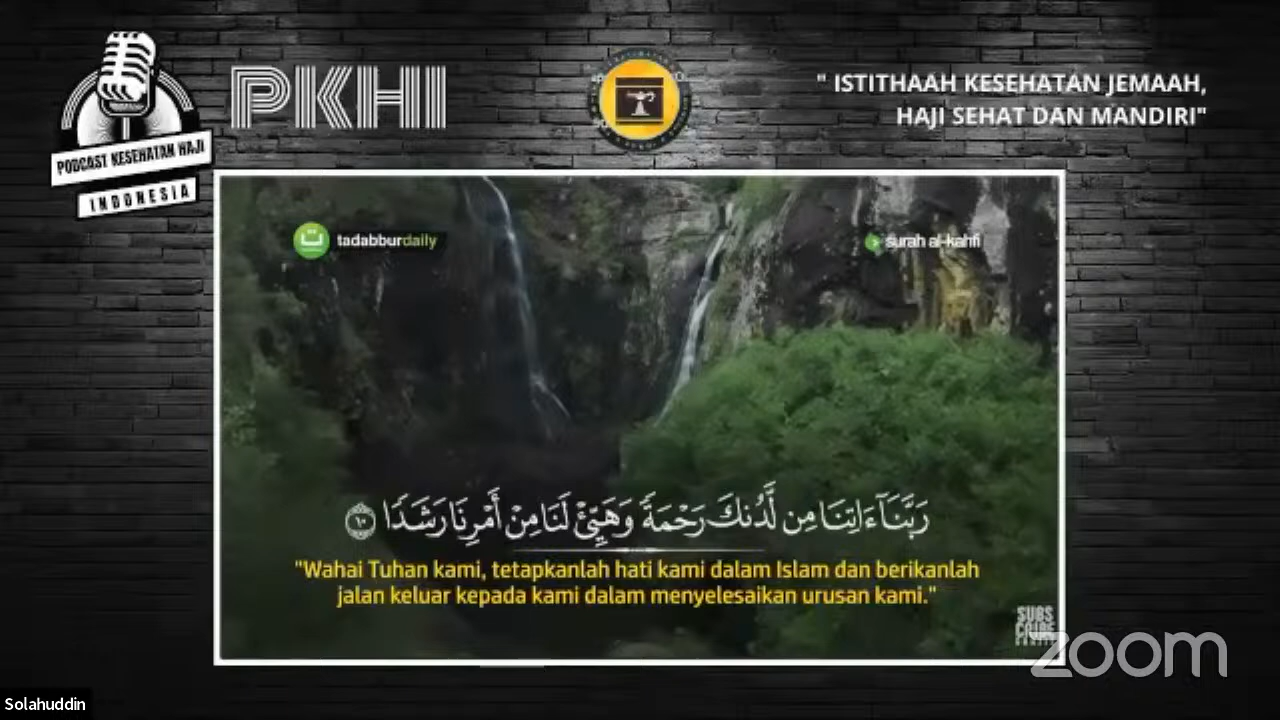 PODCAST KESEHATAN HAJI
INDONESIA
PKHI
" ISTITHAAH KESEHATAN JEMAAH,
HAJI SEHAT DAN MANDIRI"
tadabburdaily
surah al-kahfi
رَبَّنَآ ءَاتِنَا مِن لَّدُنكَ رَحْمَةً وَهَيِّئْ لَنَا مِنْ أَمْرِنَا رَشَدًا ١٠
"Wahai Tuhan kami, tetapkanlah hati kami dalam Islam dan berikanlah
jalan keluar kepada kami dalam menyelesaikan urusan kami."
zoom
Solahuddin